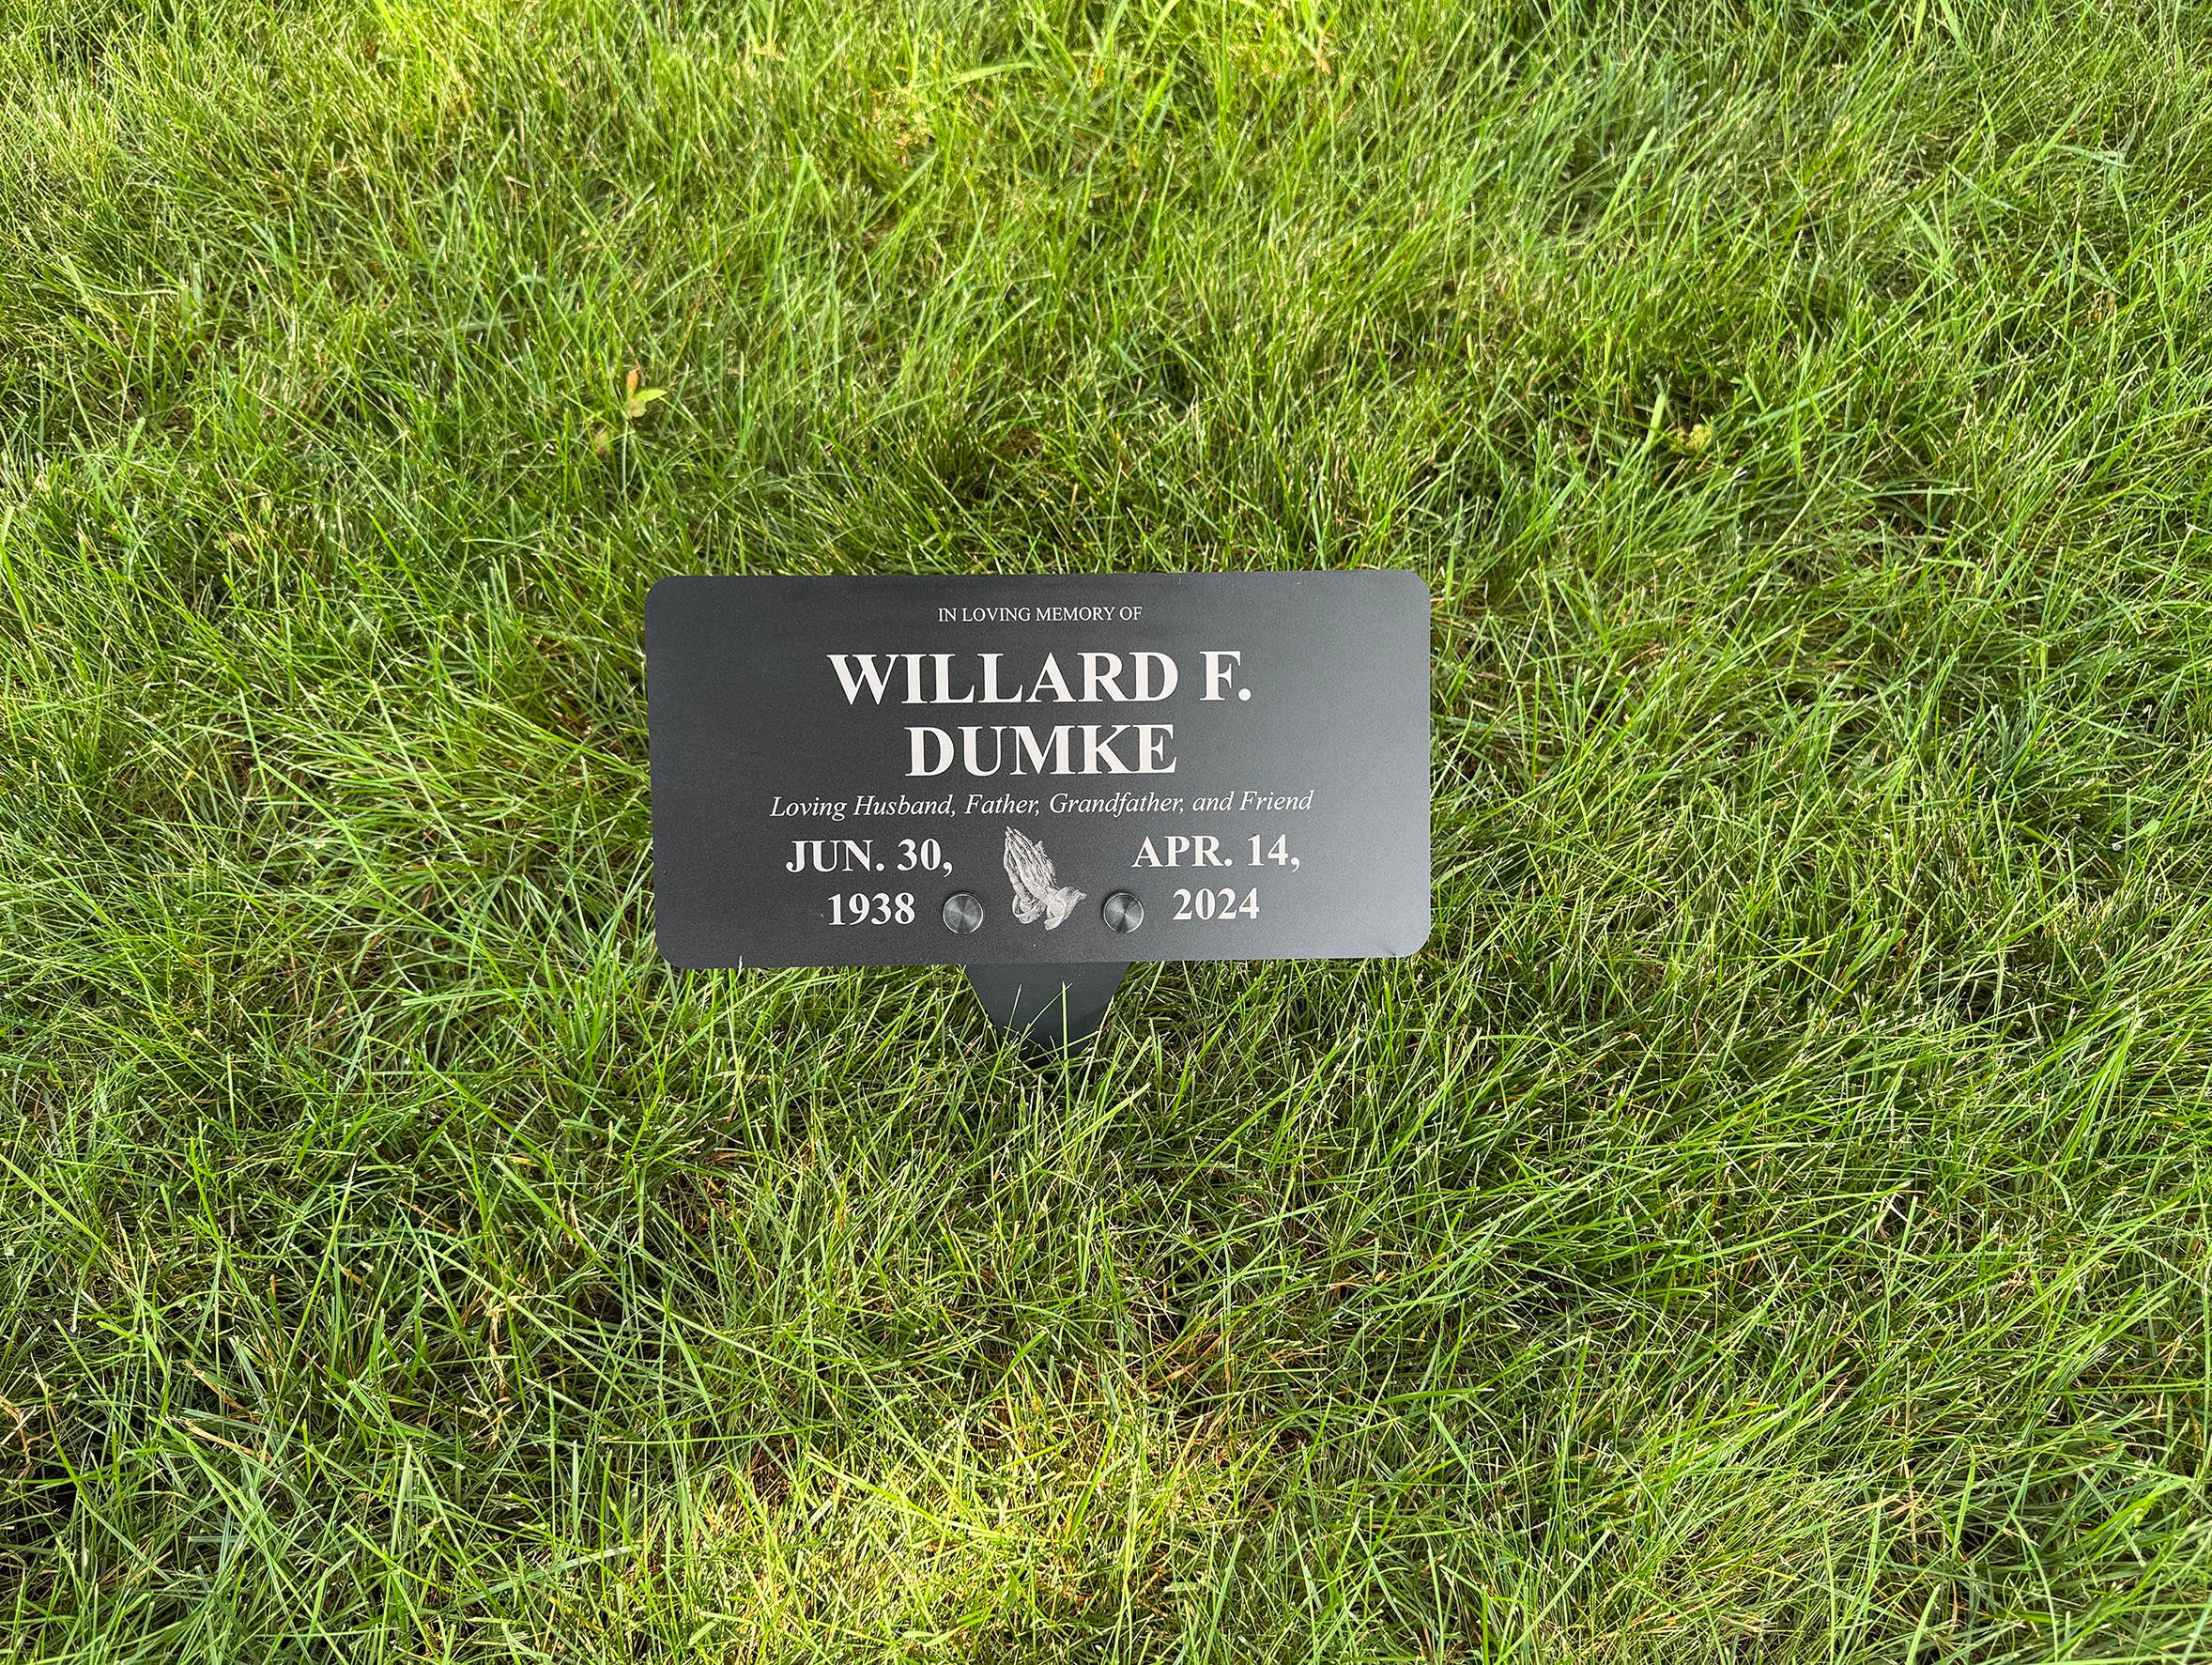 IN LOVING MEMORY OF
WILLARD F.
DUMKE
Loving Husband, Father, Grandfather, and Friend
JUN. 30,
1938
APR. 14,
2024